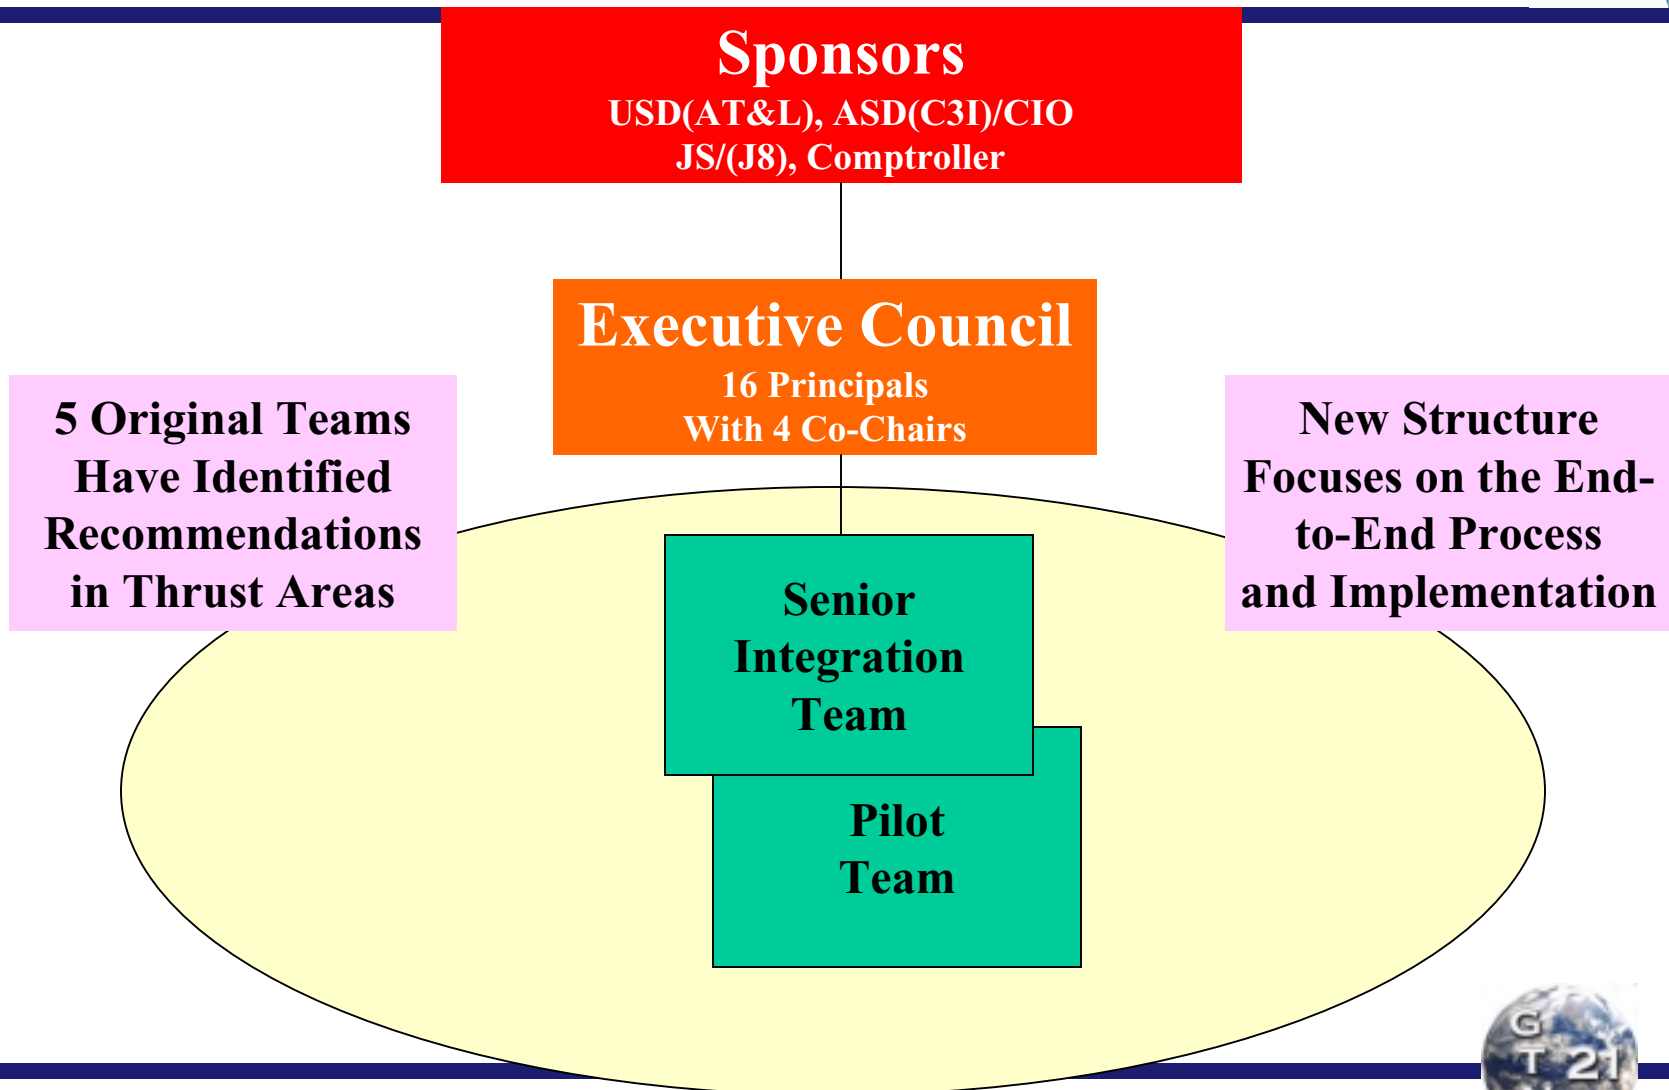 Sponsors
USD(AT&L), ASD(C3I)/CIO
JS/(J8), Comptroller
Executive Council
16 Principals
With 4 Co-Chairs
5 Original Teams
Have Identified
Recommendations
in Thrust Areas
New Structure
Focuses on the End-
to-End Process
and Implementation
Senior
Integration
Team
Pilot
Team
G
T 21